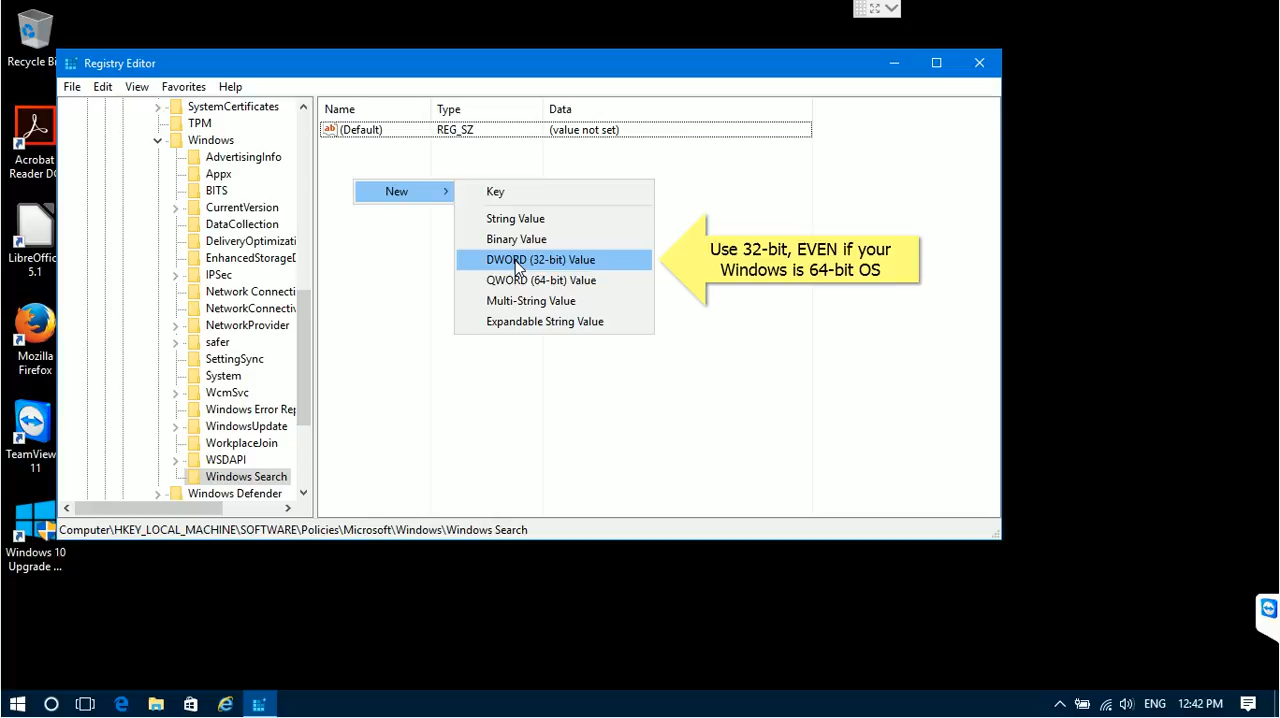 Recycle Bi
Acrobat
Reader DC
LibreOffice
5.1
Mozilla
Firefox
TeamView
11
Windows 10
Upgrade ...
Registry Editor
File Edit View Favorites Help
SystemCertificates
TPM
Windows
AdvertisingInfo
Appx
BITS
CurrentVersion
DataCollection
DeliveryOptimizati
EnhancedStorageD
IPSec
Network Connecti
NetworkConnectiv
NetworkProvider
safer
SettingSync
System
WcmSvc
Windows Error Rep
WindowsUpdate
WorkplaceJoin
WSDAPI
Windows Search
Windows Defender
Name Type Data
ab (Default) REG_SZ (value not set)
New
Key
String Value
Binary Value
DWORD (32-bit) Value
QWORD (64-bit) Value
Multi-String Value
Expandable String Value
Use 32-bit, EVEN if your
Windows is 64-bit OS
Computer\HKEY_LOCAL_MACHINE\SOFTWARE\Policies\Microsoft\Windows\Windows Search
ENG 12:42 PM